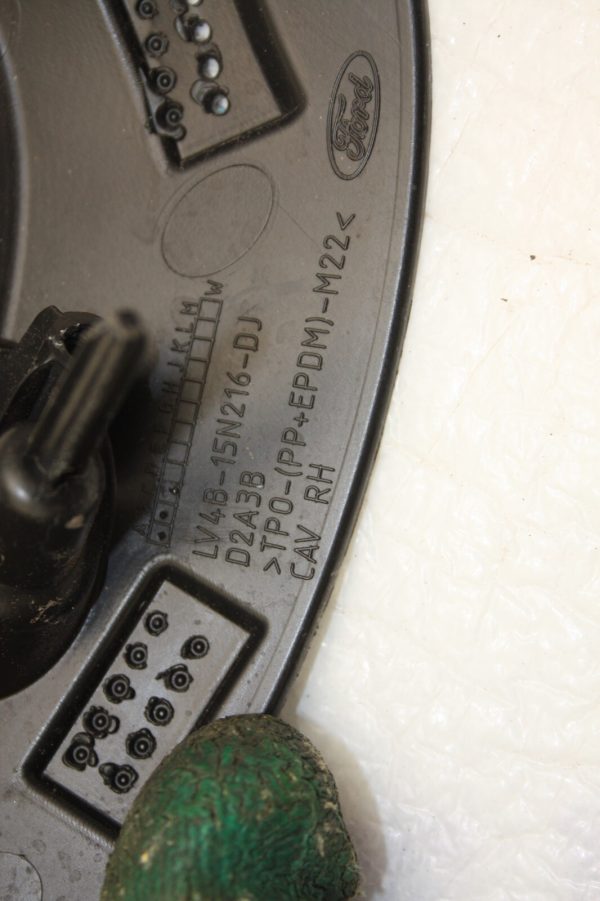 Ford
LV4B-15N216-DJ
D2A3B
>TPO-(PP+EPDM)-M22<
CAV RH
J K L M
W